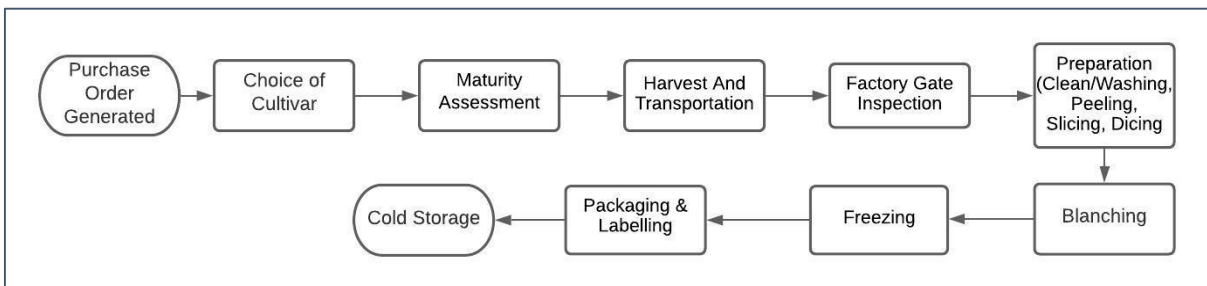 Purchase
Order
Generated
Choice of
Cultivar
Maturity
Assessment
Harvest And
Transportation
Factory Gate
Inspection
Preparation
(Clean/Washing,
Peeling,
Slicing, Dicing
Blanching
Freezing
Packaging &
Labelling
Cold Storage